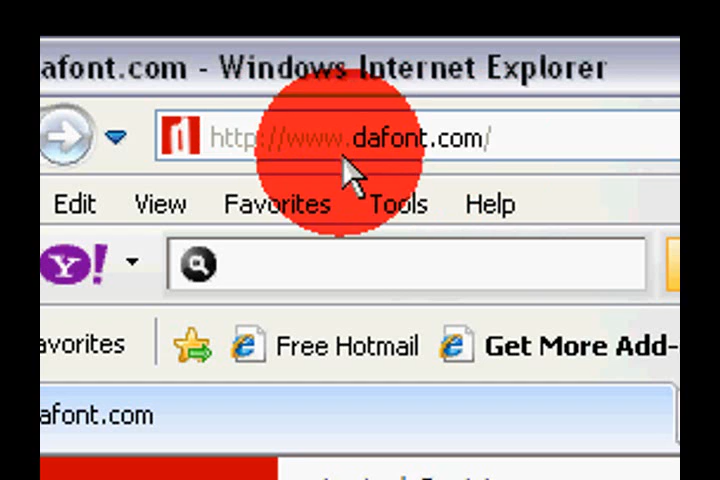 afont.com - Windows Internet Explorer
http://www.dafont.com/
Edit View Favorites Tools Help
Y!
avorites Free Hotmail Get More Add-
afont.com